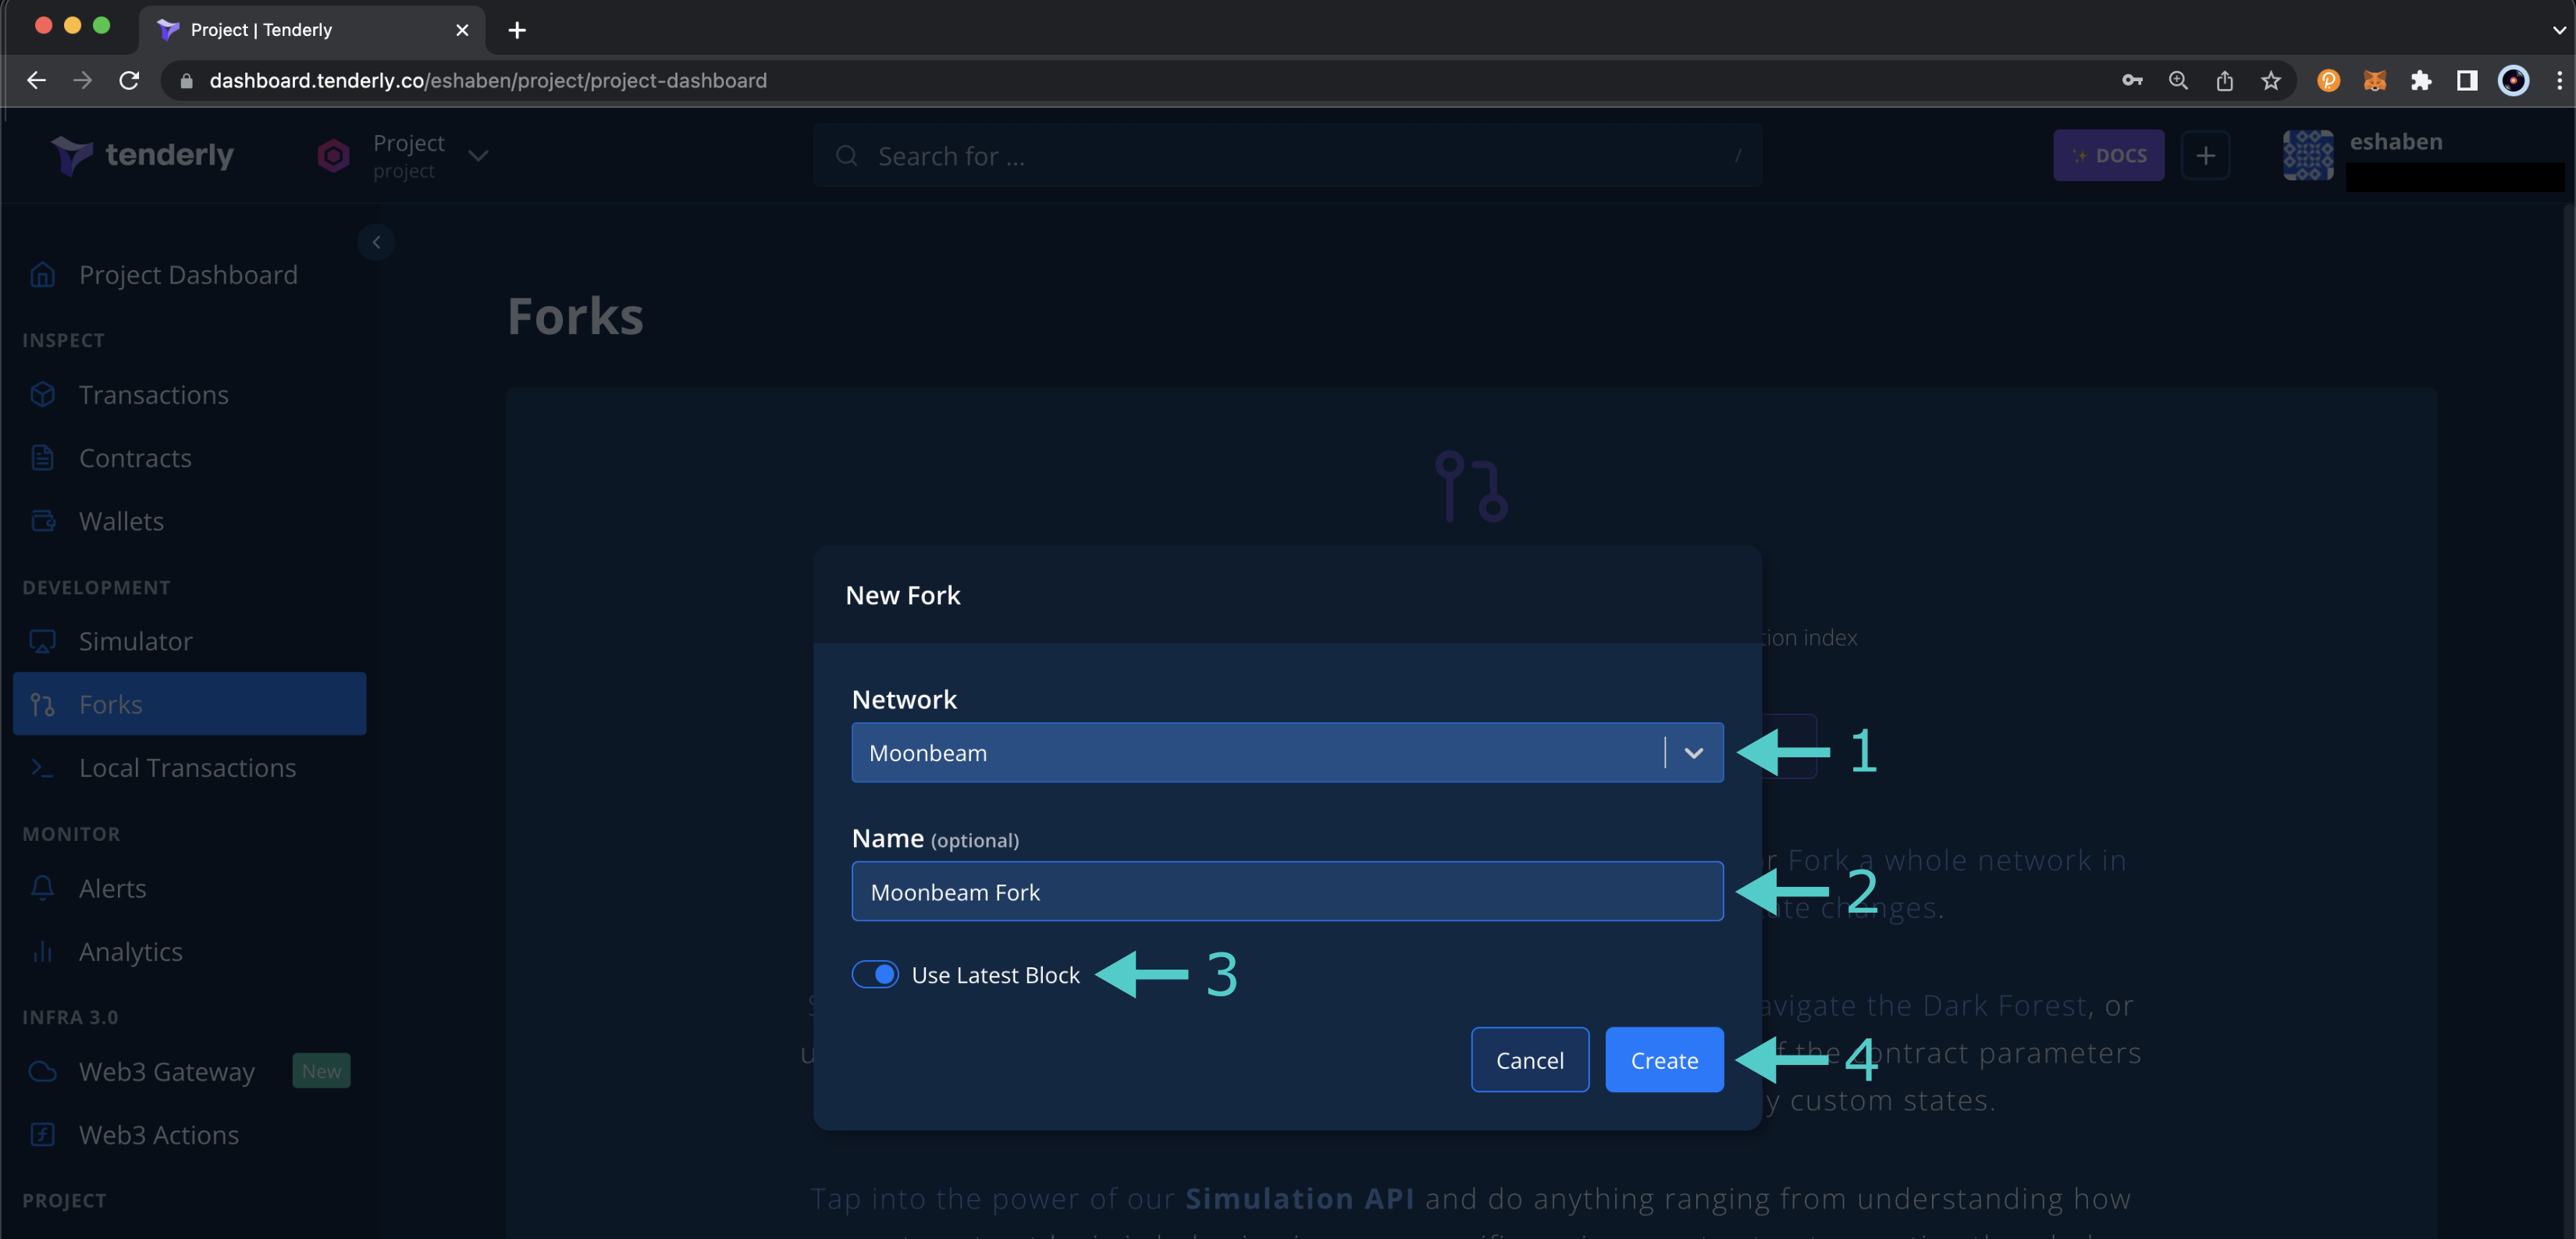 Project | Tenderly
dashboard.tenderly.co/eshaben/project/project-dashboard
tenderly
Project
project
Search for ...
/
DOCS
eshaben
Project Dashboard
INSPECT
Transactions
Contracts
Wallets
DEVELOPMENT
Simulator
Forks
Local Transactions
MONITOR
Alerts
Analytics
INFRA 3.0
Web3 Gateway New
Web3 Actions
PROJECT
Forks
index
New Fork
Network
Moonbeam
1
Name (optional)
Moonbeam Fork
2
Use Latest Block
3
Cancel
Create
4
Fork a whole network in
changes.
the Dark Forest, or
the contract parameters
custom states.
Tap into the power of our Simulation API and do anything ranging from understanding how